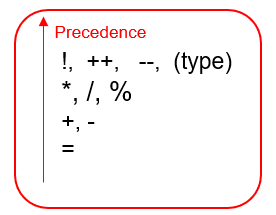 Precedence
!, ++, --, (type)
*, /, %
+, -
=